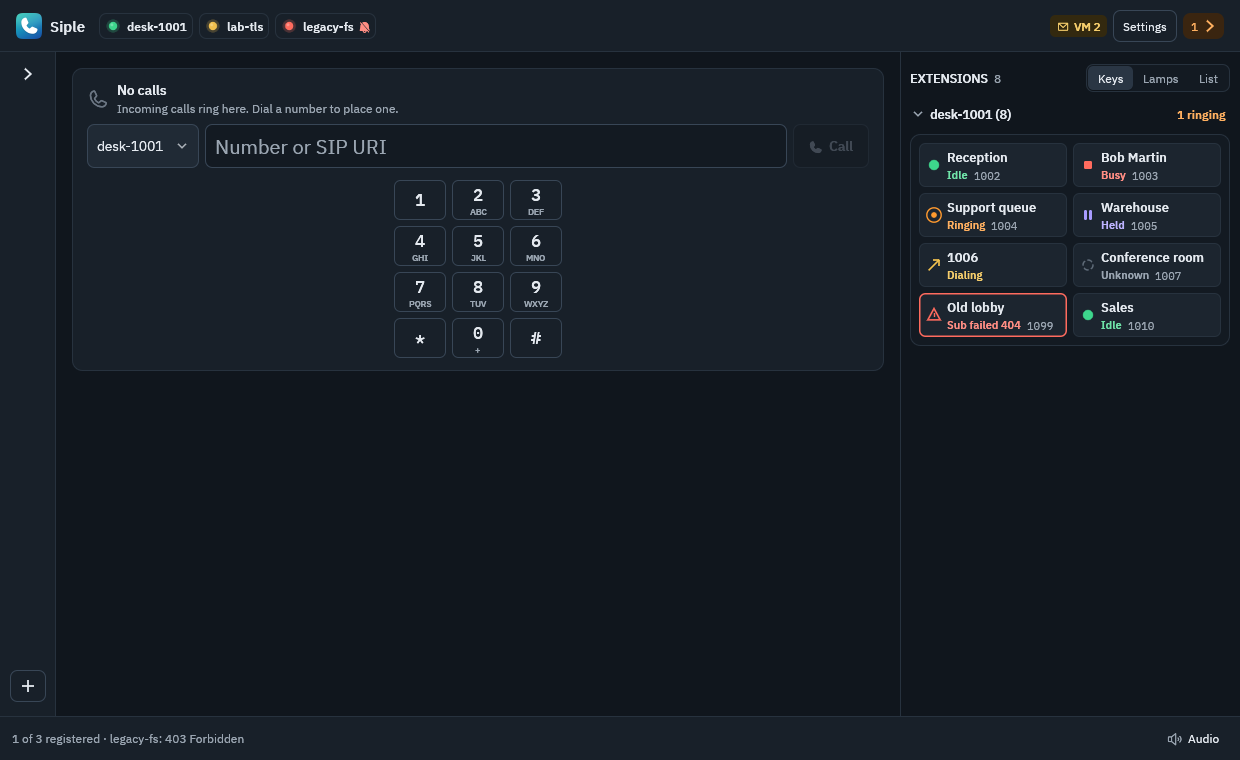 Siple desk-1001 lab-tls legacy-fs VM 2 Settings 1
No calls
Incoming calls ring here. Dial a number to place one.
desk-1001 Number or SIP URI Call
1 2 ABC 3 DEF
4 GHI 5 JKL 6 MNO
7 PQRS 8 TUV 9 WXYZ
* 0 + #
EXTENSIONS 8 Keys Lamps List
desk-1001 (8) 1 ringing
Reception
Idle 1002
Bob Martin
Busy 1003
Support queue
Ringing 1004
Warehouse
Held 1005
1006
Dialing
Conference room
Unknown 1007
Old lobby
Sub failed 404 1099
Sales
Idle 1010
+
1 of 3 registered · legacy-fs: 403 Forbidden Audio